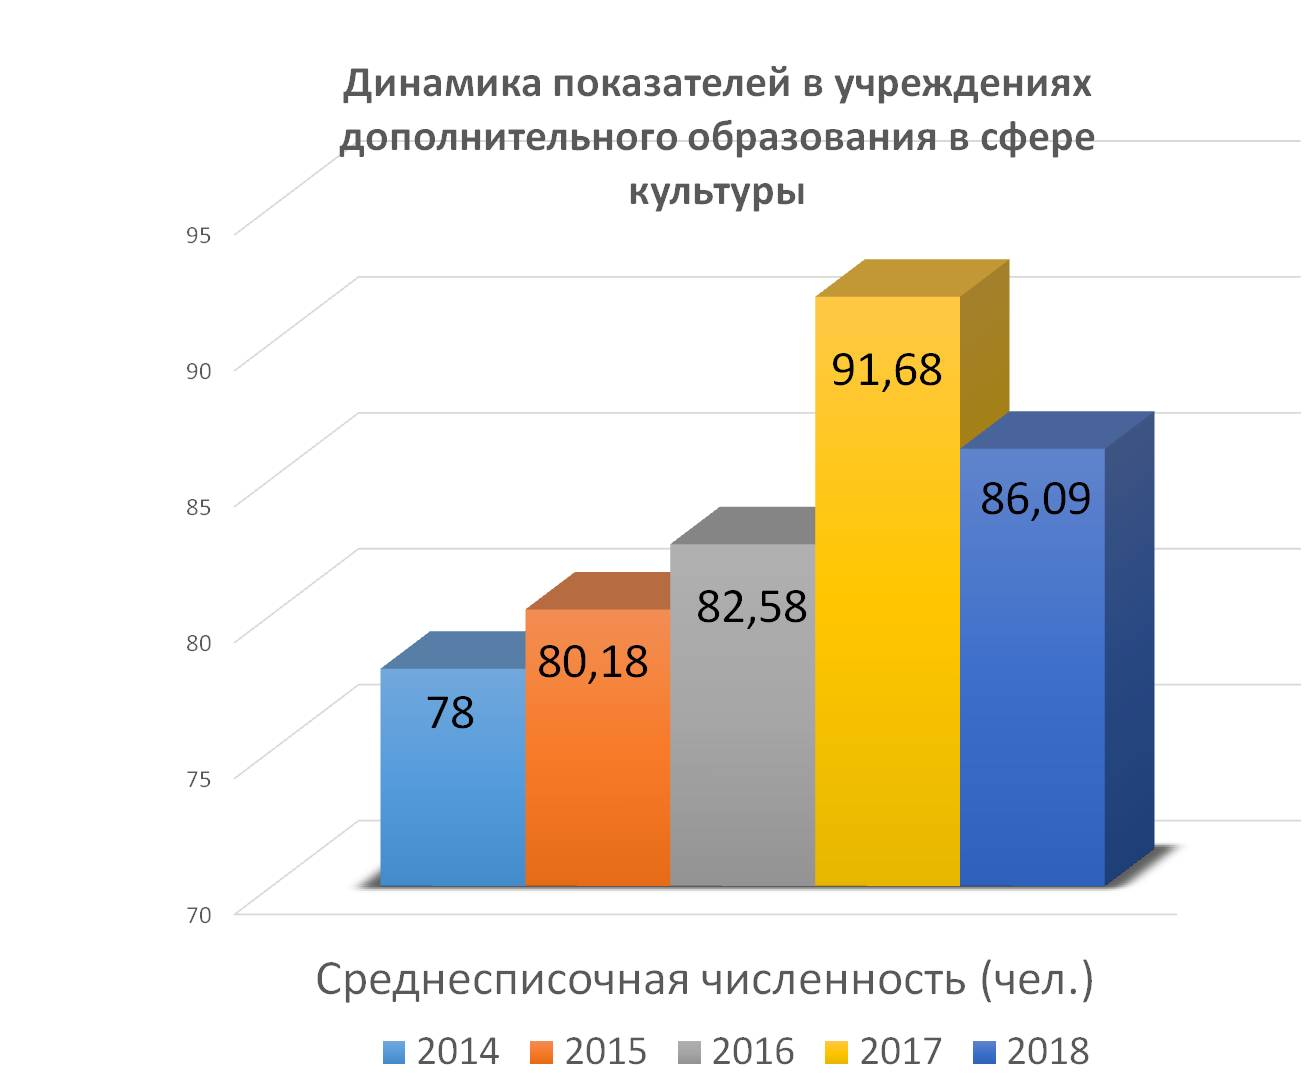 Динамика показателей в учреждениях
дополнительного образования в сфере
культуры
95
90
85
80
75
70
78
80,18
82,58
91,68
86,09
Среднесписочная численность (чел.)
2014 2015 2016 2017 2018